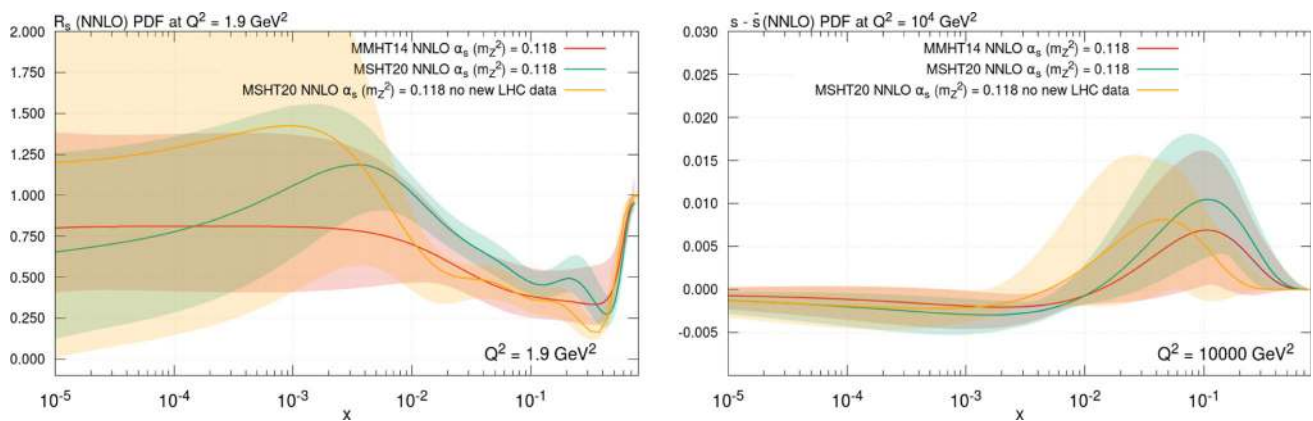 R_s (NNLO) PDF at Q² = 1.9 GeV²
2.000
1.750
1.500
1.250
1.000
0.750
0.500
0.250
0.000
MMHT14 NNLO α_s (m_Z²) = 0.118
MSHT20 NNLO α_s (m_Z²) = 0.118
MSHT20 NNLO α_s (m_Z²) = 0.118 no new LHC data
Q² = 1.9 GeV²
10⁻⁵ 10⁻⁴ 10⁻³ 10⁻² 10⁻¹
x
s - s̄ (NNLO) PDF at Q² = 10⁴ GeV²
0.030
0.025
0.020
0.015
0.010
0.005
0.000
-0.005
MMHT14 NNLO α_s (m_Z²) = 0.118
MSHT20 NNLO α_s (m_Z²) = 0.118
MSHT20 NNLO α_s (m_Z²) = 0.118 no new LHC data
Q² = 10000 GeV²
10⁻⁵ 10⁻⁴ 10⁻³ 10⁻² 10⁻¹
x